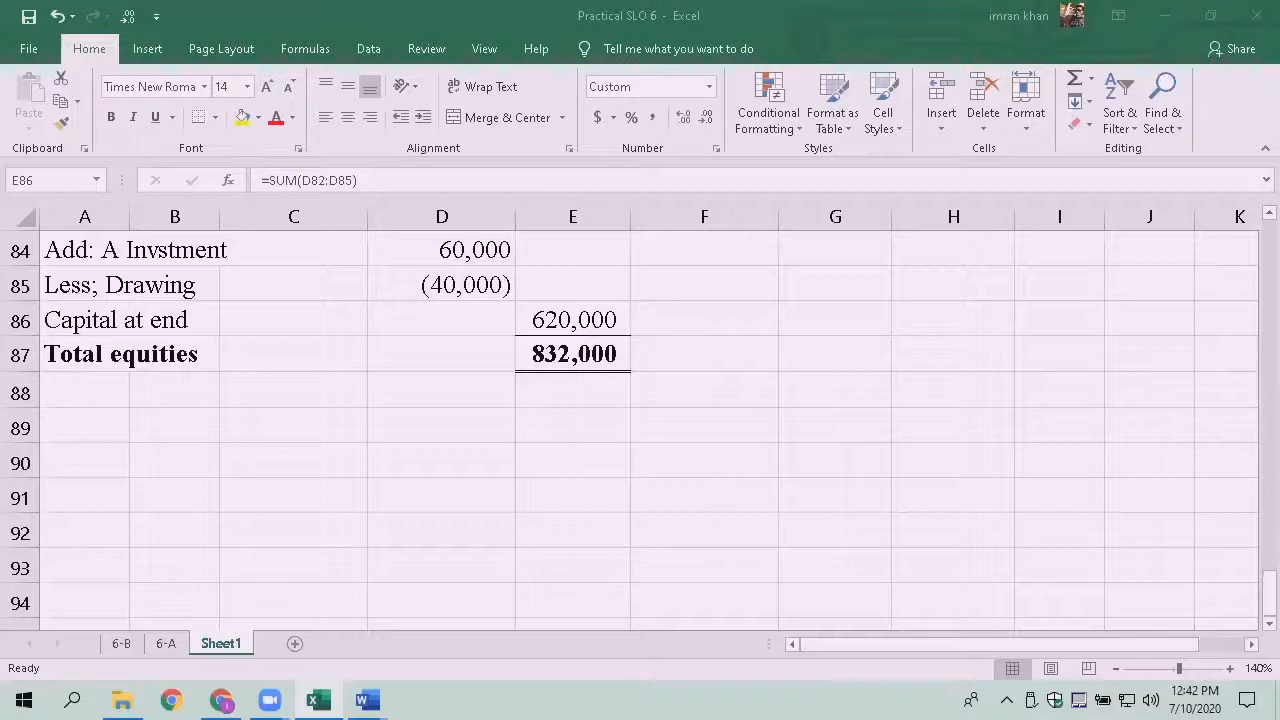 Practical SLO 6 - Excel
imran khan
File Home Insert Page Layout Formulas Data Review View Help Tell me what you want to do Share
Paste
Clipboard
Times New Roma 14
B I U
Font
Wrap Text
Merge & Center
Alignment
Custom
$ % ,
Number
Conditional Formatting
Format as Table
Cell Styles
Styles
Insert Delete Format
Cells
Sort & Filter
Find & Select
Editing
E86 fx =SUM(D82:D85)
A B C D E F G H I J K
84 Add: A Invstment 60,000
85 Less; Drawing (40,000)
86 Capital at end 620,000
87 Total equities 832,000
88
89
90
91
92
93
94
6-B 6-A Sheet1
Ready 140%
12:42 PM
7/10/2020